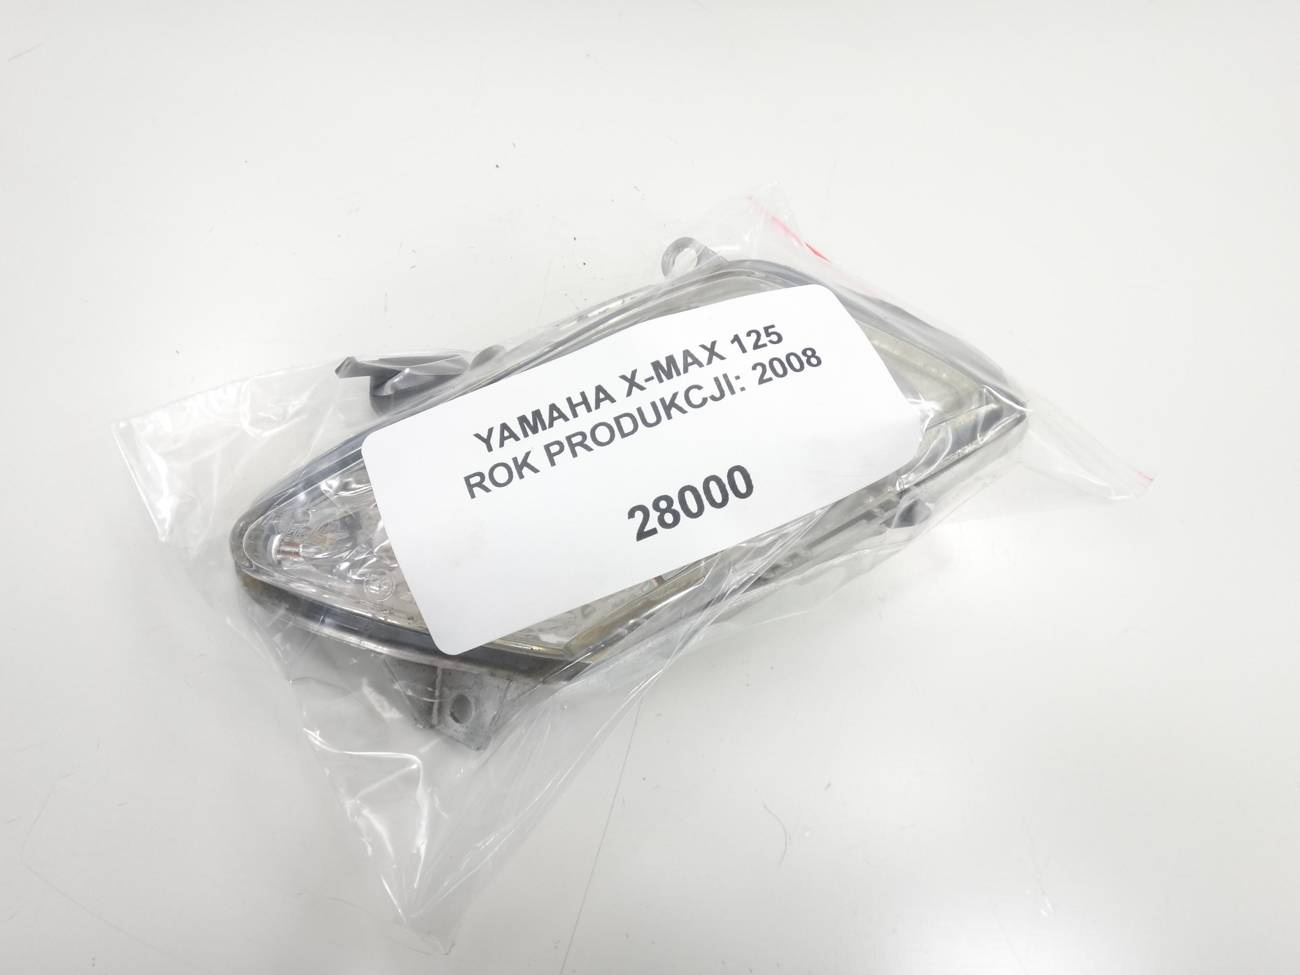 YAMAHA X-MAX 125
ROK PRODUKCJI: 2008
28000